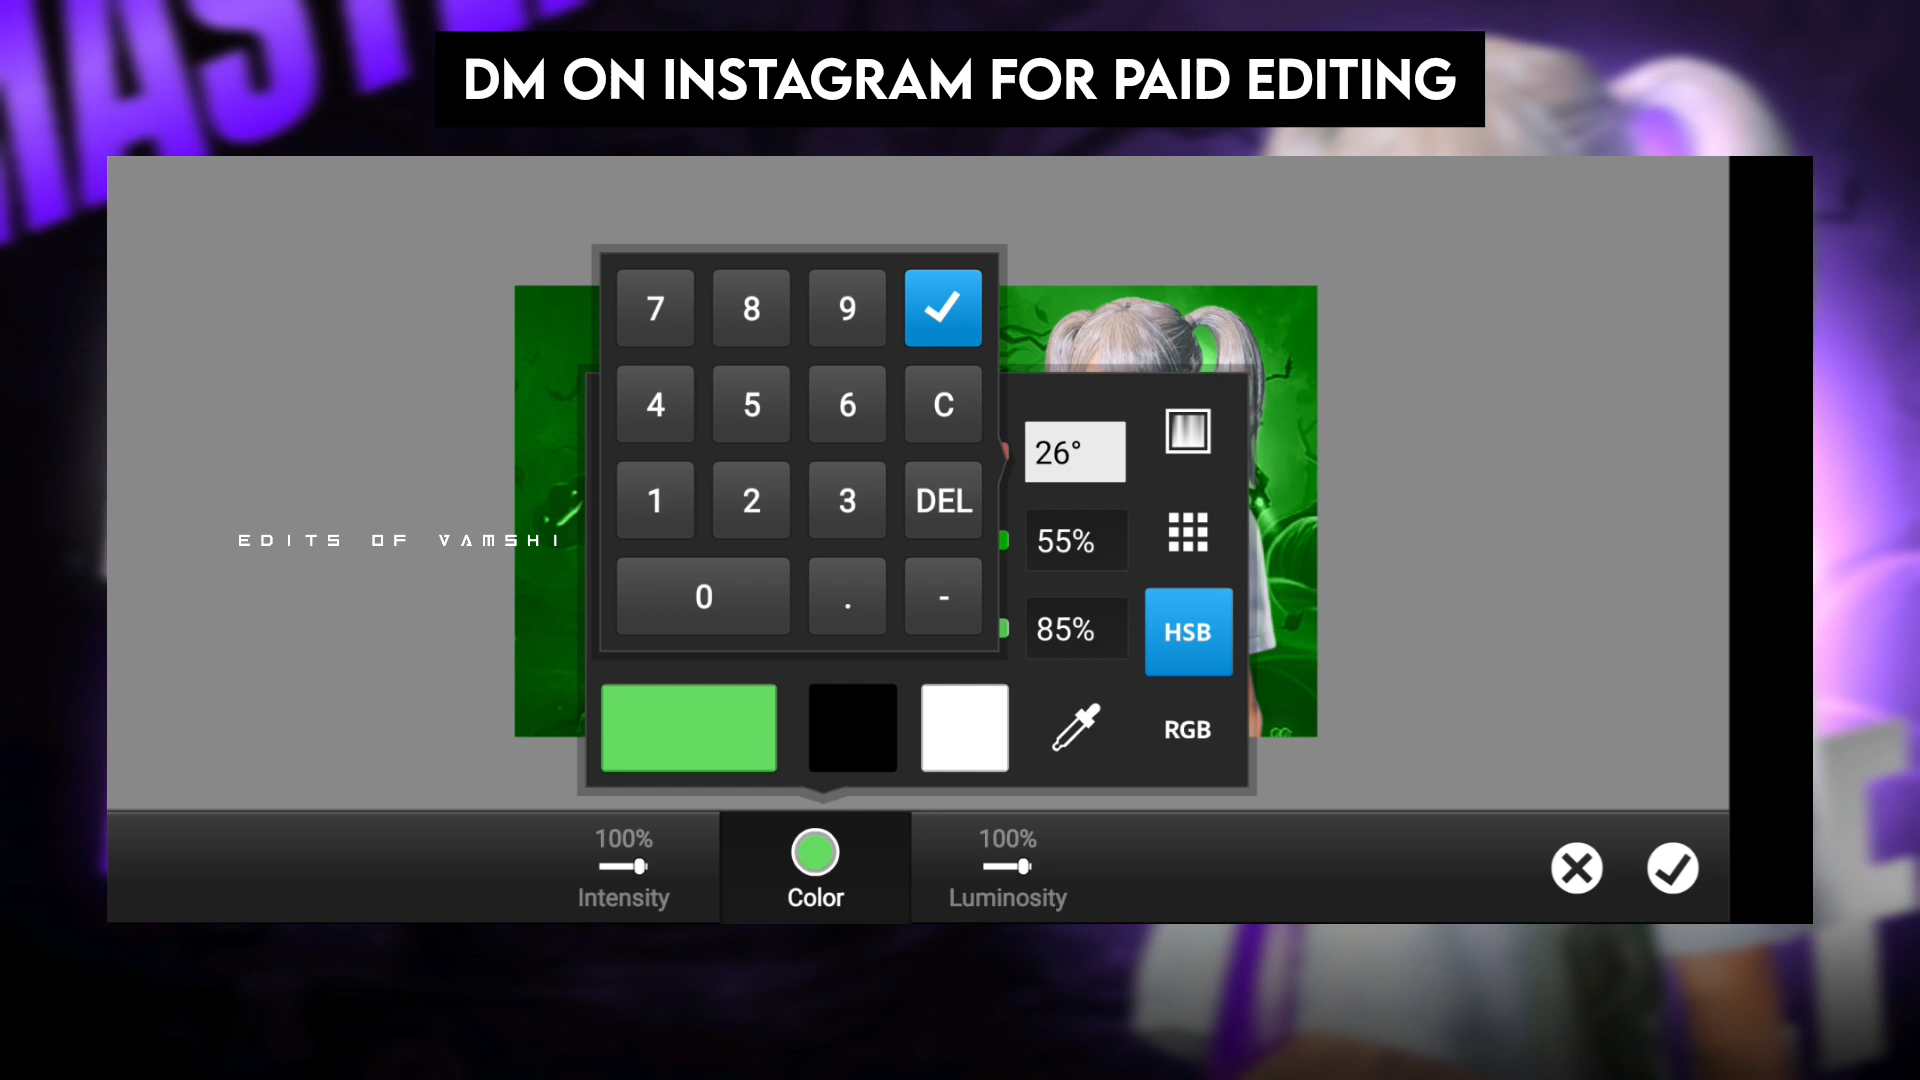 DM ON INSTAGRAM FOR PAID EDITING
7 8 9
4 5 6 C
26°
1 2 3 DEL
EDITS OF VAMSHI
55%
0 . -
85%
HSB
RGB
100%
100%
Intensity
Color
Luminosity